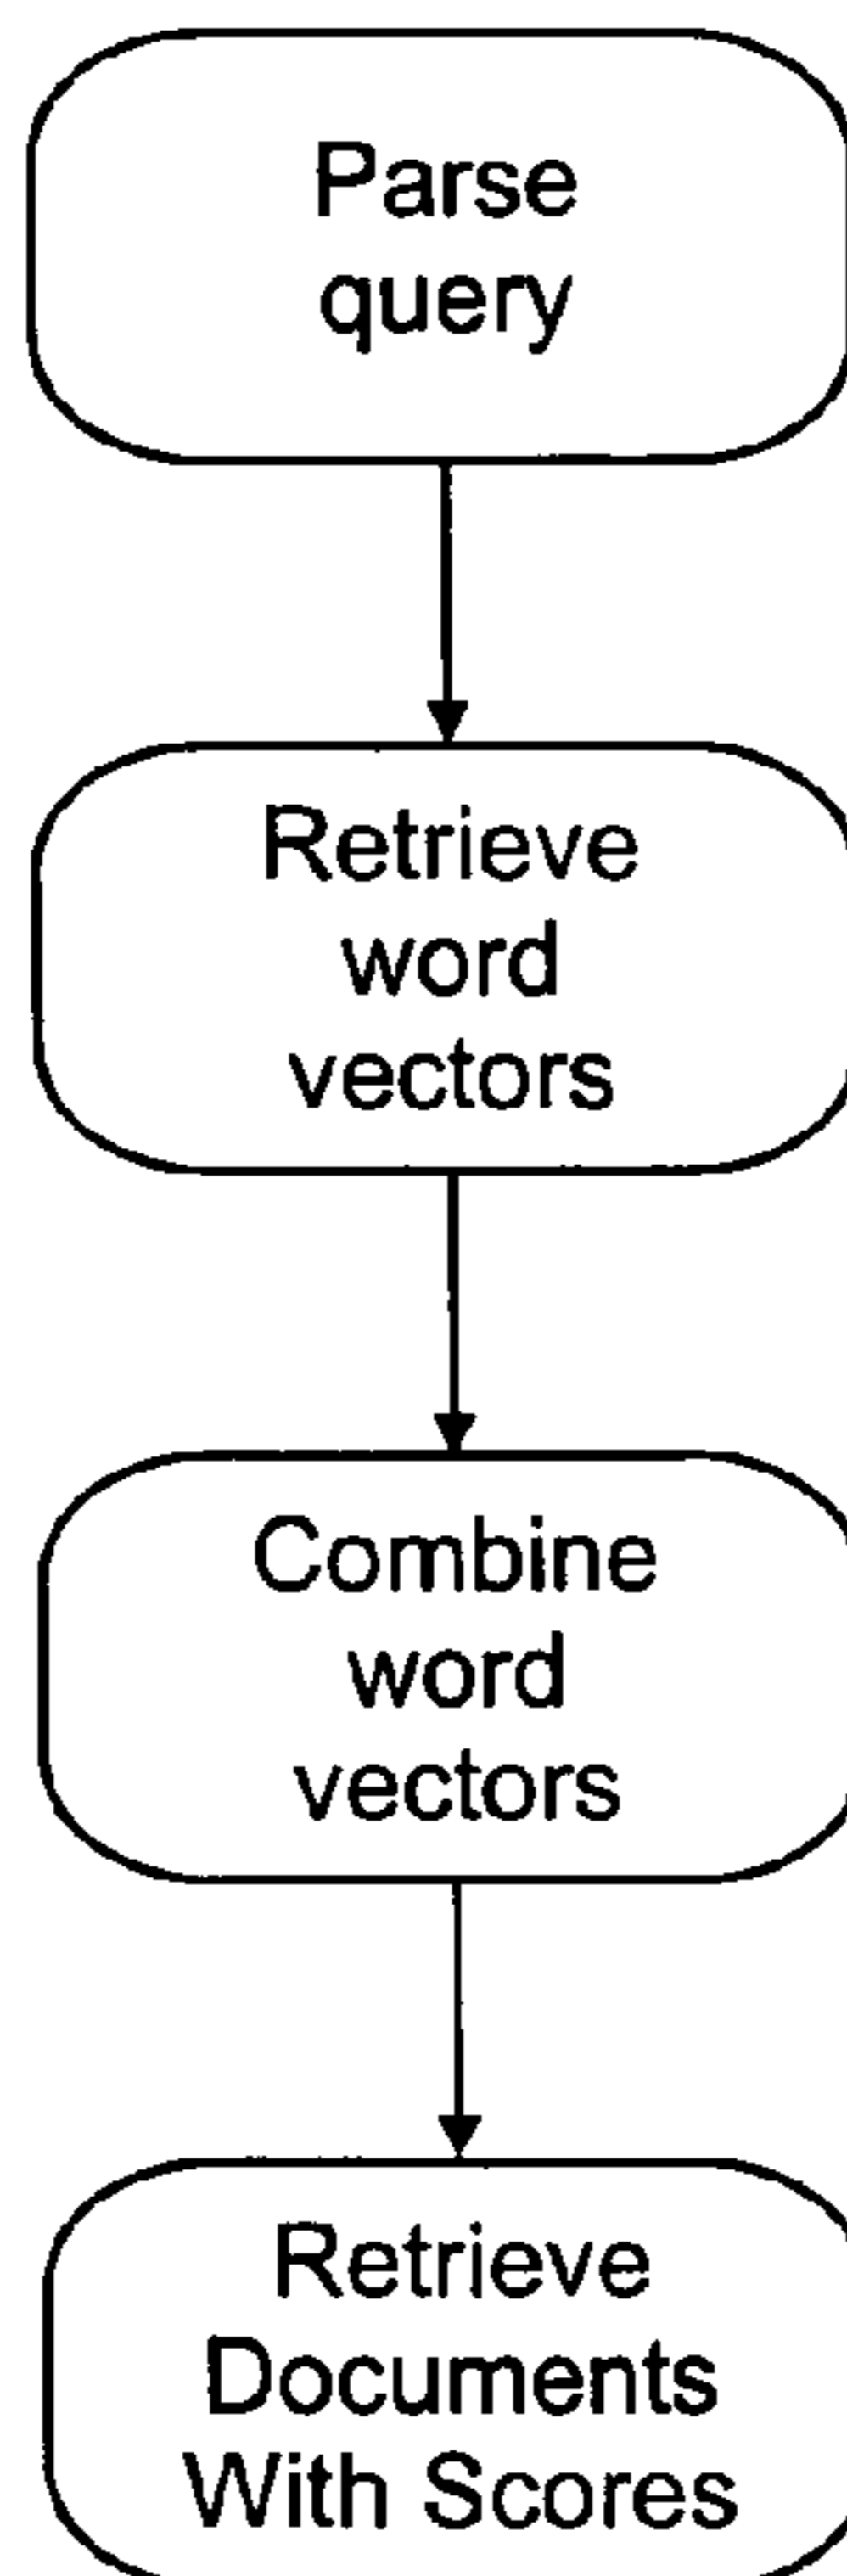 Parse
query
Retrieve
word
vectors
Combine
word
vectors
Retrieve
Documents
With Scores